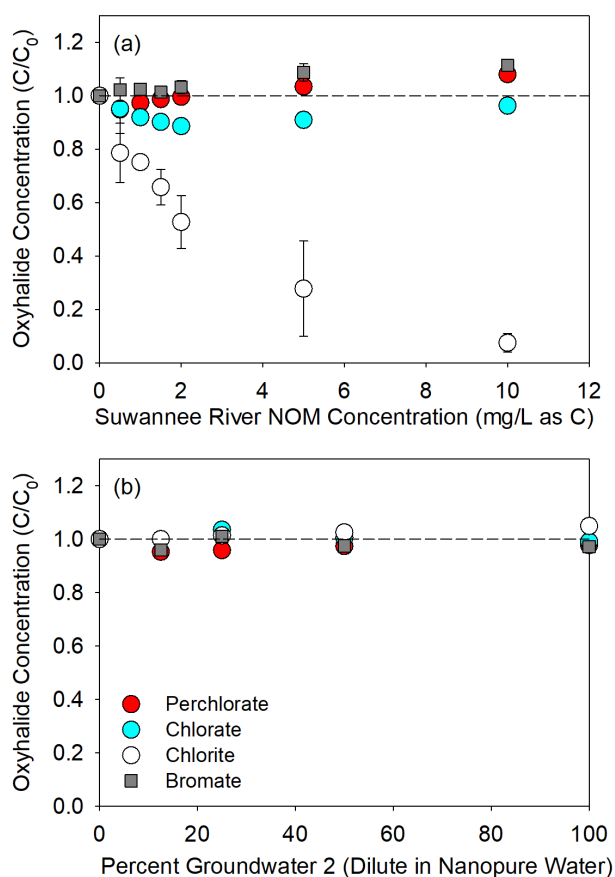 (a)
Oxyhalide Concentration (C/C0)
1.2
1.0
0.8
0.6
0.4
0.2
0.0
0 2 4 6 8 10 12
Suwannee River NOM Concentration (mg/L as C)
(b)
Oxyhalide Concentration (C/C0)
1.2
1.0
0.8
0.6
0.4
0.2
0.0
Perchlorate
Chlorate
Chlorite
Bromate
0 20 40 60 80 100
Percent Groundwater 2 (Dilute in Nanopure Water)